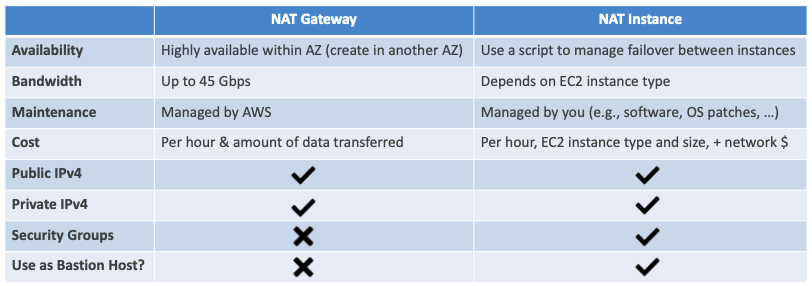 NAT Gateway NAT Instance
Availability Highly available within AZ (create in another AZ) Use a script to manage failover between instances
Bandwidth Up to 45 Gbps Depends on EC2 instance type
Maintenance Managed by AWS Managed by you (e.g., software, OS patches, …)
Cost Per hour & amount of data transferred Per hour, EC2 instance type and size, + network $
Public IPv4 ✔ ✔
Private IPv4 ✔ ✔
Security Groups ✖ ✔
Use as Bastion Host? ✖ ✔